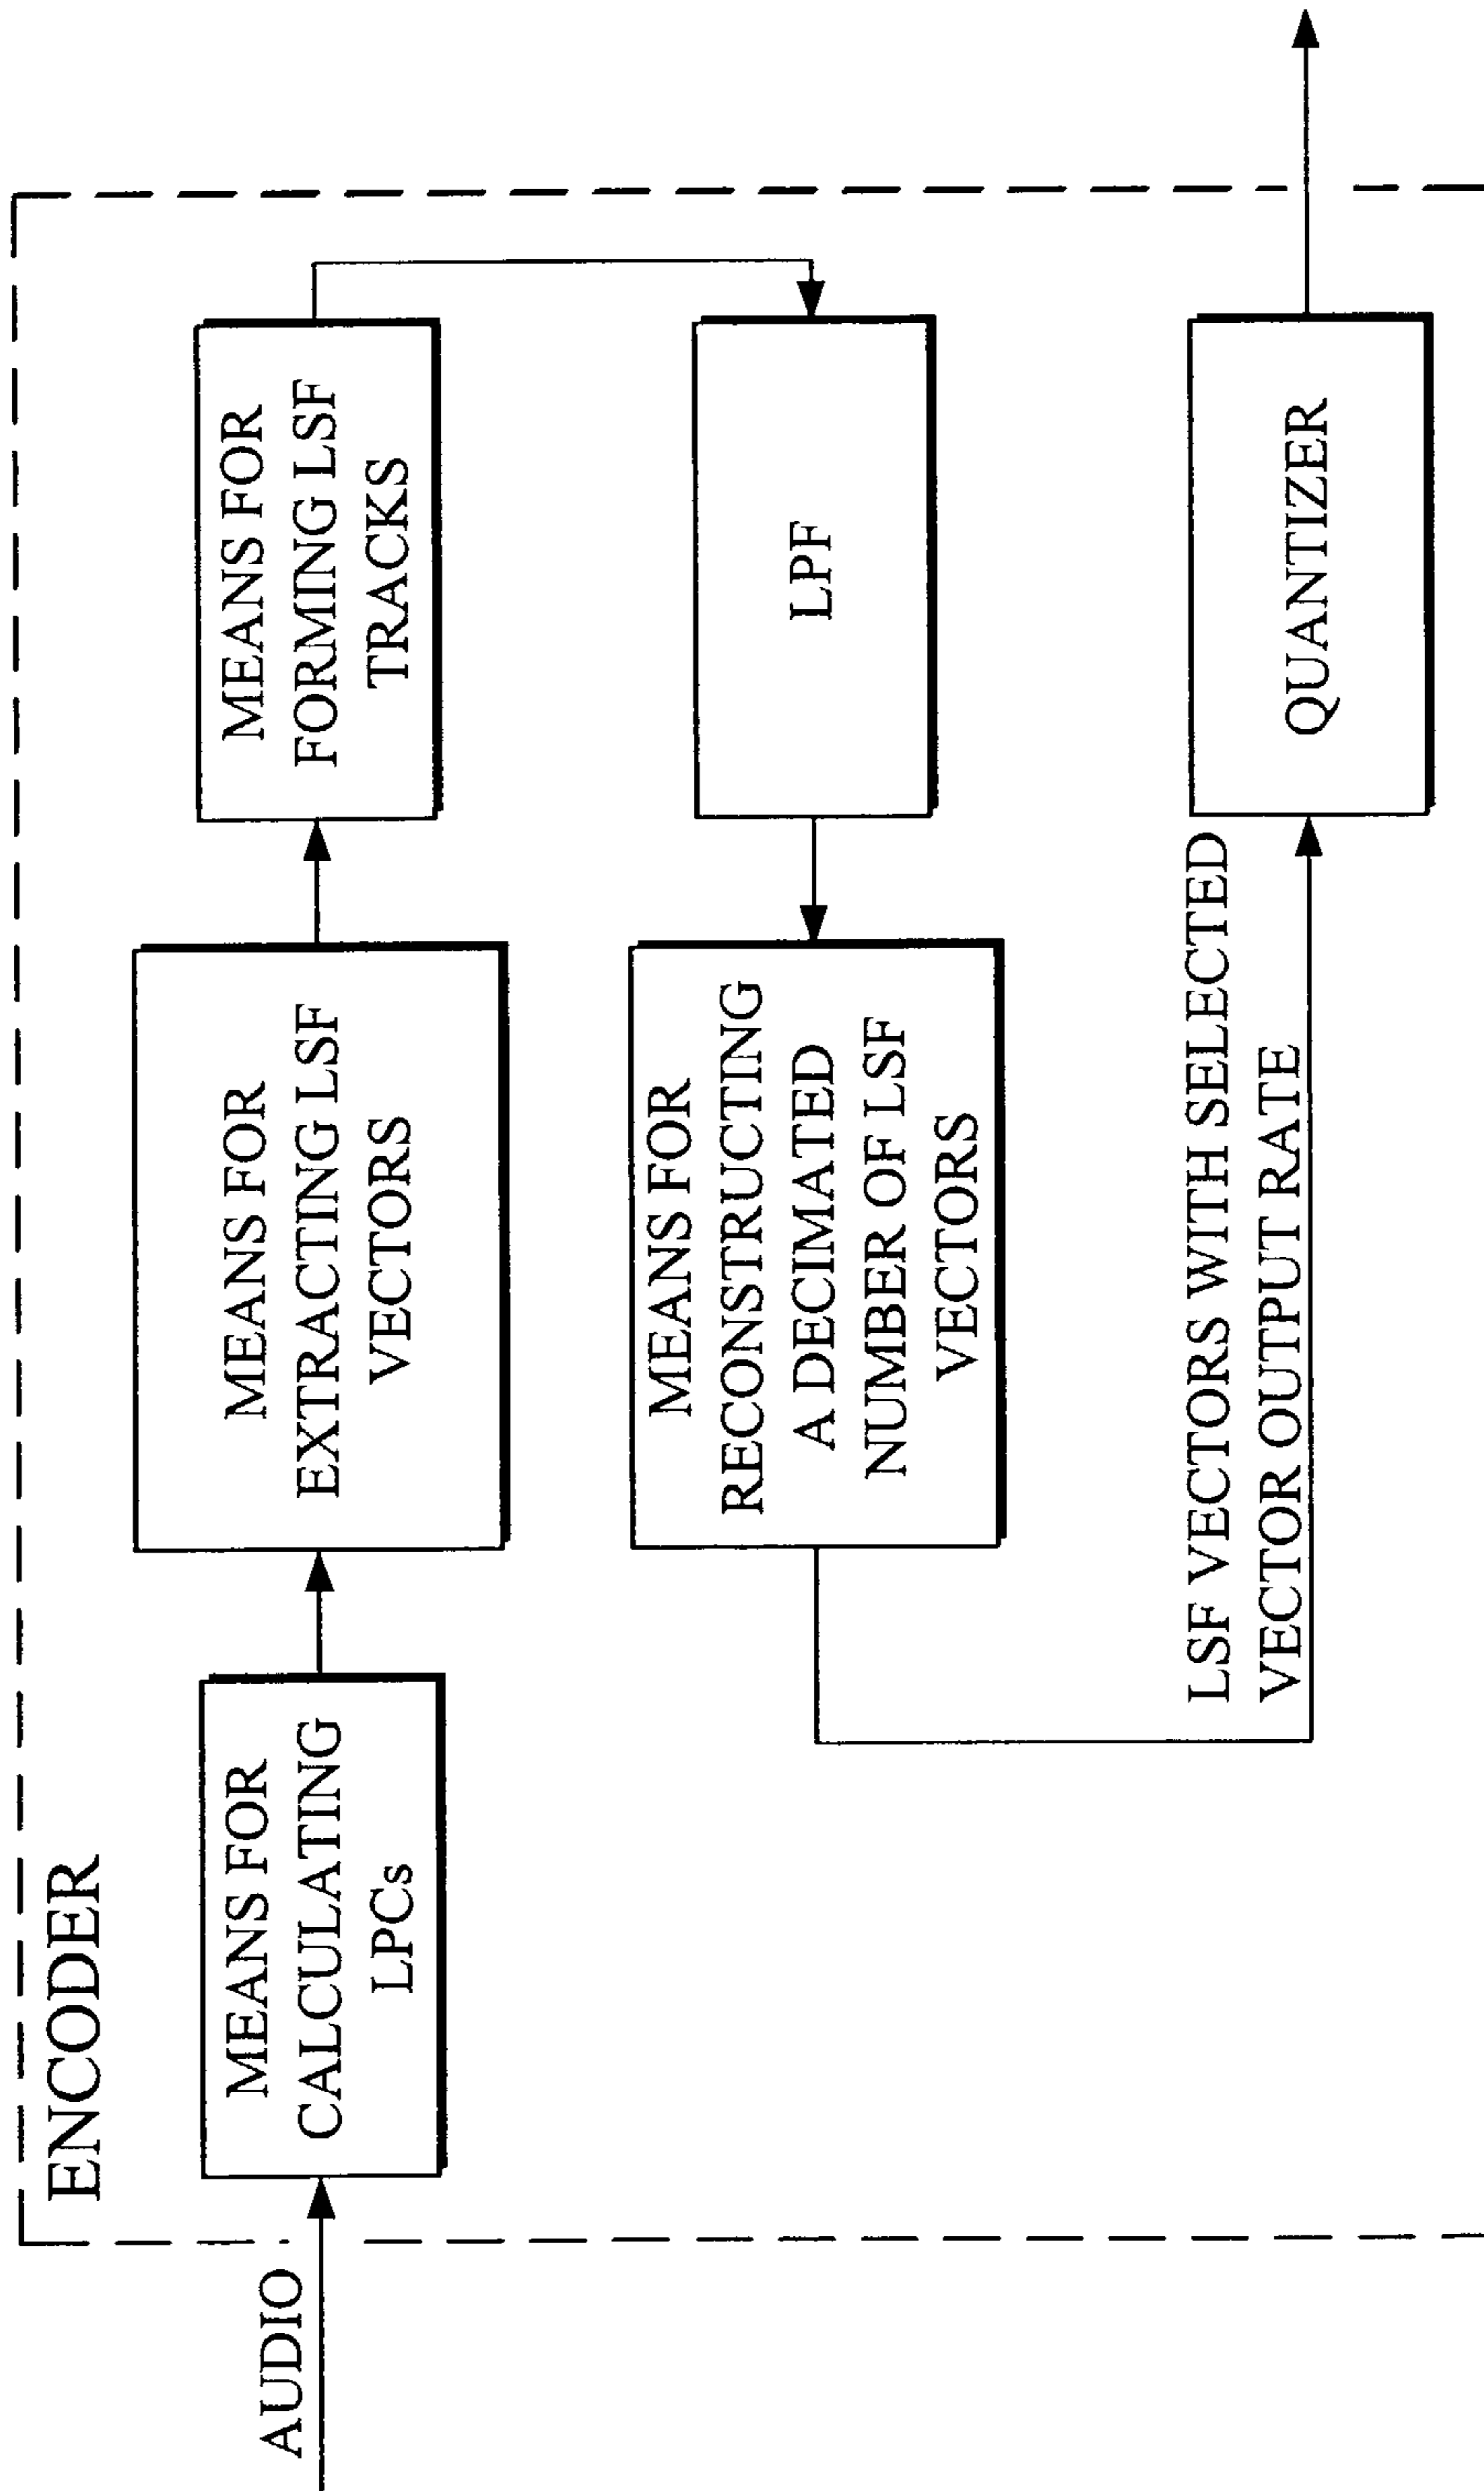 ENCODER
AUDIO
MEANS FOR
CALCULATING
LPCs
MEANS FOR
EXTRACTING LSF
VECTORS
MEANS FOR
FORMING LSF
TRACKS
LPF
MEANS FOR
RECONSTRUCTING
A DECIMATED
NUMBER OF LSF
VECTORS
LSF VECTORS WITH SELECTED
VECTOR OUTPUT RATE
QUANTIZER